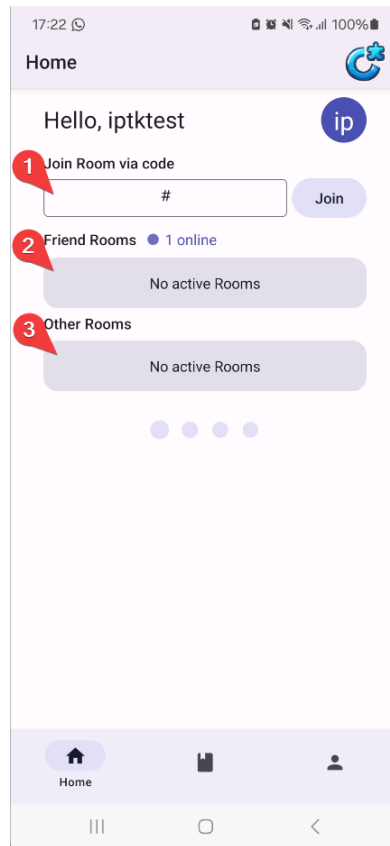 17:22 100%
Home
Hello, iptktest
ip
1
Join Room via code
#
Join
2
Friend Rooms 1 online
No active Rooms
3
Other Rooms
No active Rooms
Home